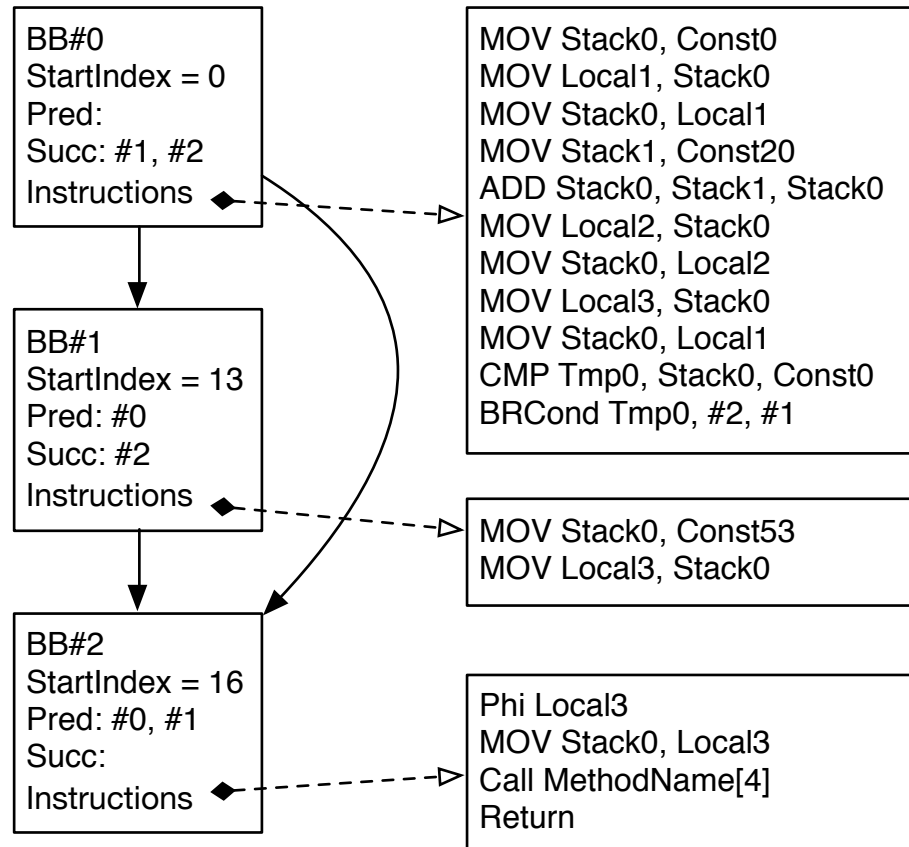 BB#0
StartIndex = 0
Pred:
Succ: #1, #2
Instructions
MOV Stack0, Const0
MOV Local1, Stack0
MOV Stack0, Local1
MOV Stack1, Const20
ADD Stack0, Stack1, Stack0
MOV Local2, Stack0
MOV Stack0, Local2
MOV Local3, Stack0
MOV Stack0, Local1
CMP Tmp0, Stack0, Const0
BRCond Tmp0, #2, #1
BB#1
StartIndex = 13
Pred: #0
Succ: #2
Instructions
MOV Stack0, Const53
MOV Local3, Stack0
BB#2
StartIndex = 16
Pred: #0, #1
Succ:
Instructions
Phi Local3
MOV Stack0, Local3
Call MethodName[4]
Return